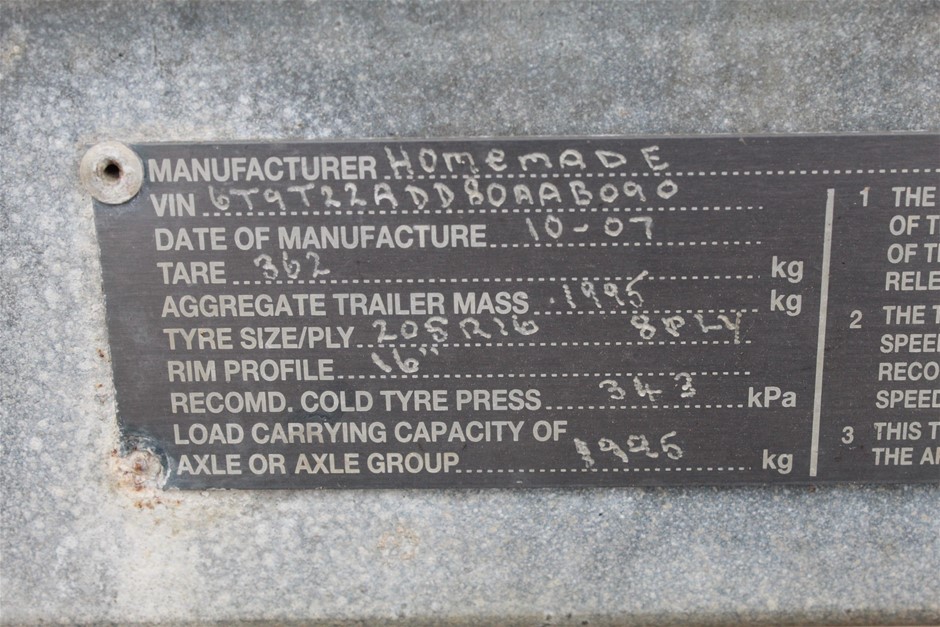 MANUFACTURER HOMEMADE
VIN 6T9T22ADD80AAB090
DATE OF MANUFACTURE 10-07
TARE 362 kg
AGGREGATE TRAILER MASS 1995 kg
TYRE SIZE/PLY 205R16 8PLY
RIM PROFILE 16"
RECOMD. COLD TYRE PRESS 343 kPa
LOAD CARRYING CAPACITY OF
AXLE OR AXLE GROUP 1995 kg
1 THE
OF T
OF T
RELE
2 THE T
SPEE
RECO
SPEED
3 THIS T
THE A